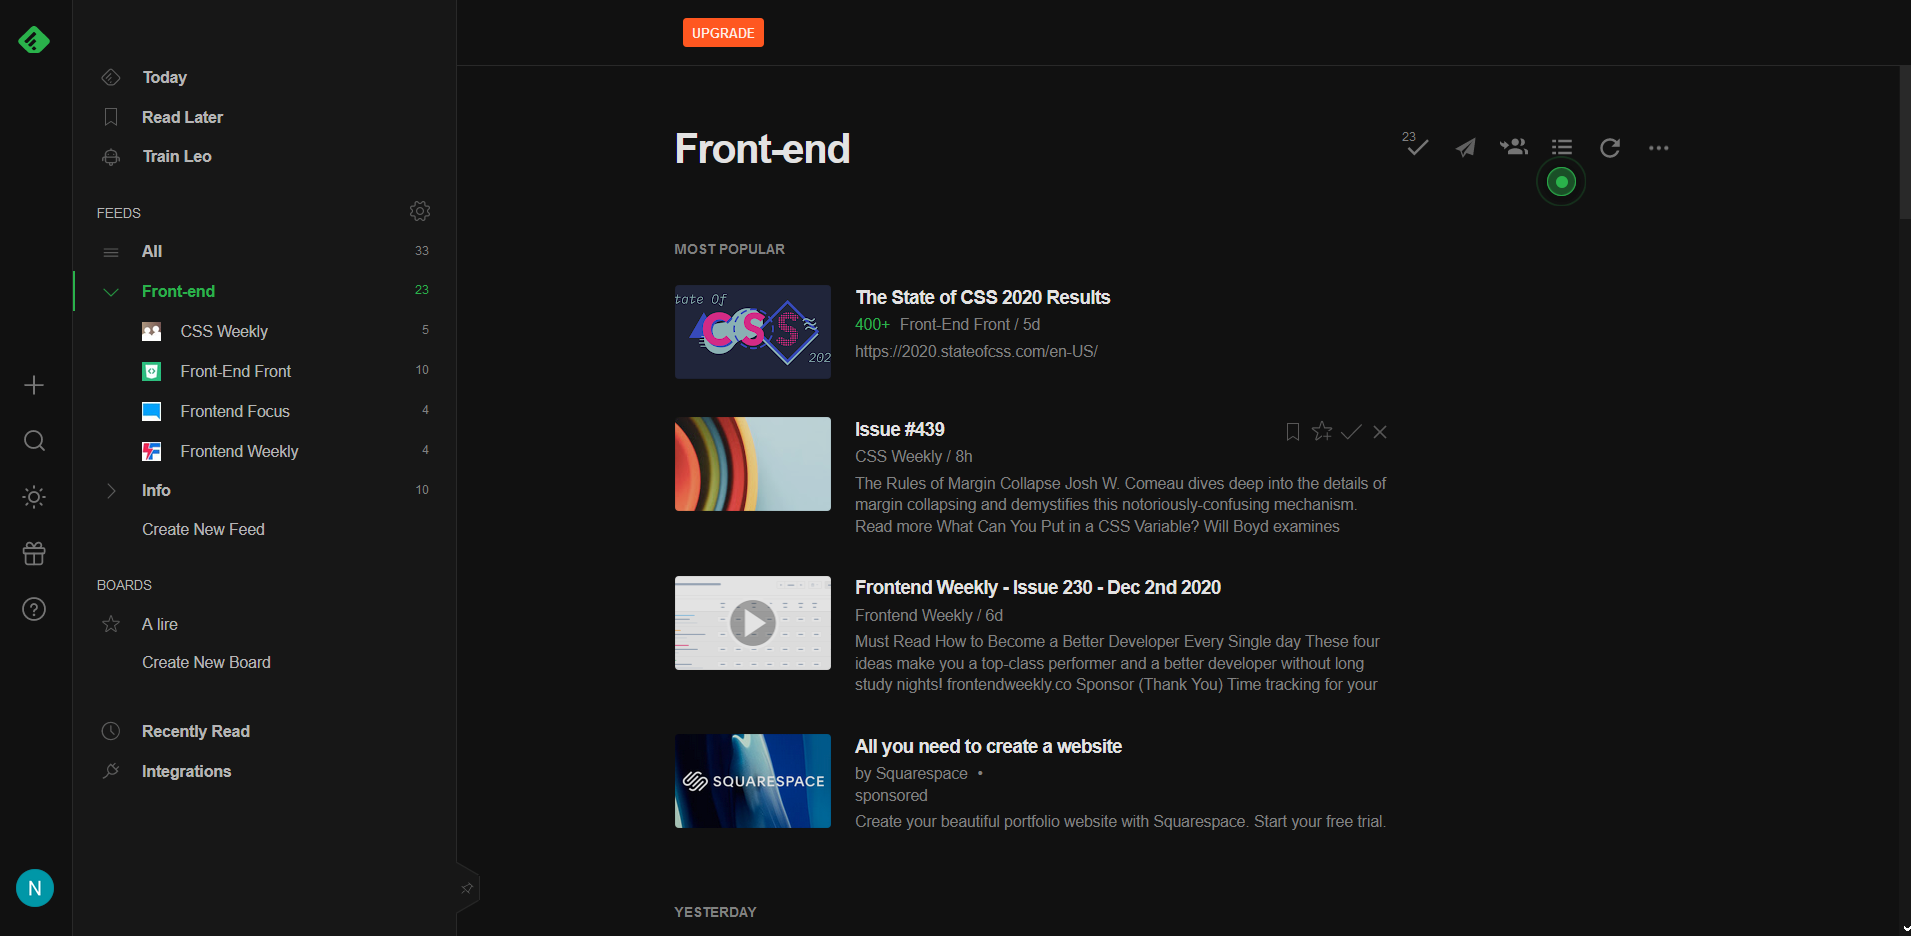 UPGRADE
Today
Read Later
Train Leo
FEEDS
All 33
Front-end 23
CSS Weekly 5
Front-End Front 10
Frontend Focus 4
Frontend Weekly 4
Info 10
Create New Feed
BOARDS
A lire
Create New Board
Recently Read
Integrations
N
Front-end
23
MOST POPULAR
tate Of
CSS
202
The State of CSS 2020 Results
400+ Front-End Front / 5d
https://2020.stateofcss.com/en-US/
Issue #439
CSS Weekly / 8h
The Rules of Margin Collapse Josh W. Comeau dives deep into the details of
margin collapsing and demystifies this notoriously-confusing mechanism.
Read more What Can You Put in a CSS Variable? Will Boyd examines
Frontend Weekly - Issue 230 - Dec 2nd 2020
Frontend Weekly / 6d
Must Read How to Become a Better Developer Every Single day These four
ideas make you a top-class performer and a better developer without long
study nights! frontendweekly.co Sponsor (Thank You) Time tracking for your
SQUARESPACE
All you need to create a website
by Squarespace •
sponsored
Create your beautiful portfolio website with Squarespace. Start your free trial.
YESTERDAY